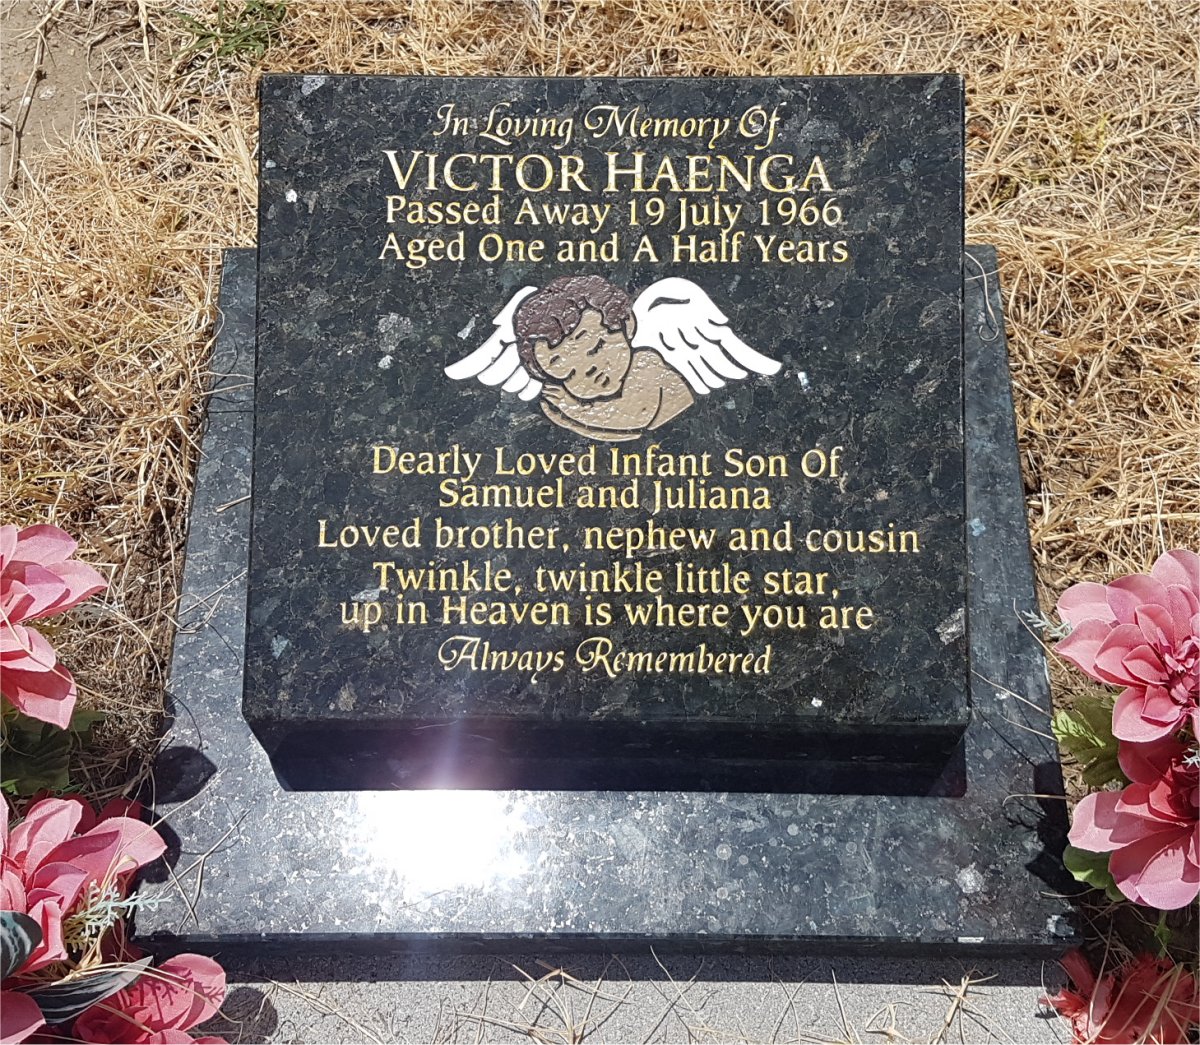 In Loving Memory Of
VICTOR HAENGA
Passed Away 19 July 1966
Aged One and A Half Years
Dearly Loved Infant Son Of
Samuel and Juliana
Loved brother, nephew and cousin
Twinkle, twinkle little star,
up in Heaven is where you are
Always Remembered